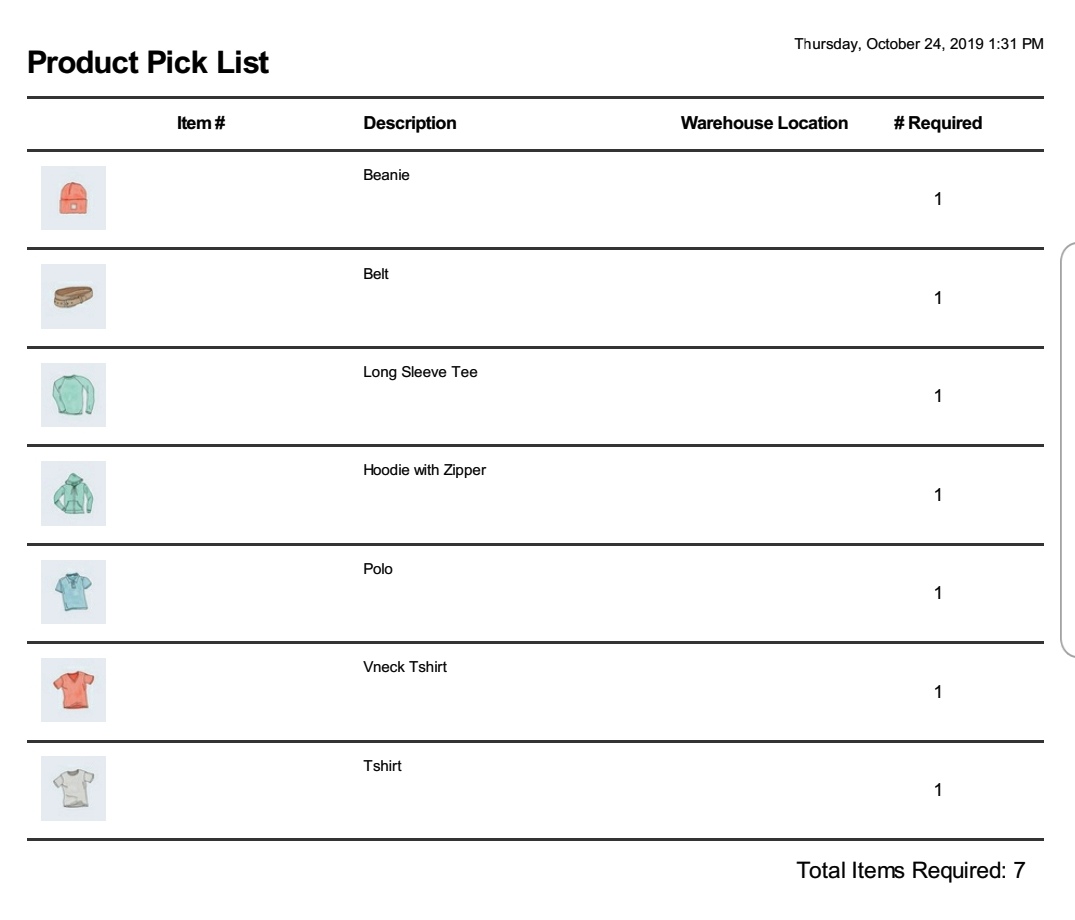 Thursday, October 24, 2019 1:31 PM
Product Pick List
Item # Description Warehouse Location # Required
Beanie
1
Belt
1
Long Sleeve Tee
1
Hoodie with Zipper
1
Polo
1
Vneck Tshirt
1
Tshirt
1
Total Items Required: 7